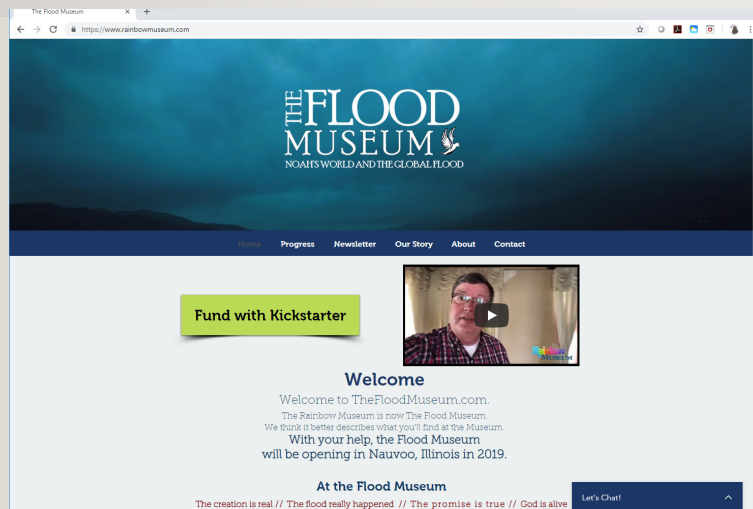 The Flood Museum
https://www.rainbowmuseum.com
THE FLOOD
MUSEUM
NOAH'S WORLD AND THE GLOBAL FLOOD
Home Progress Newsletter Our Story About Contact
Fund with Kickstarter
Rainbow
MUSEUM
Welcome
Welcome to TheFloodMuseum.com.
The Rainbow Museum is now The Flood Museum.
We think it better describes what you'll find at the Museum.
With your help, the Flood Museum
will be opening in Nauvoo, Illinois in 2019.
At the Flood Museum
The creation is real // The flood really happened // The promise is true // God is alive
Let's Chat!